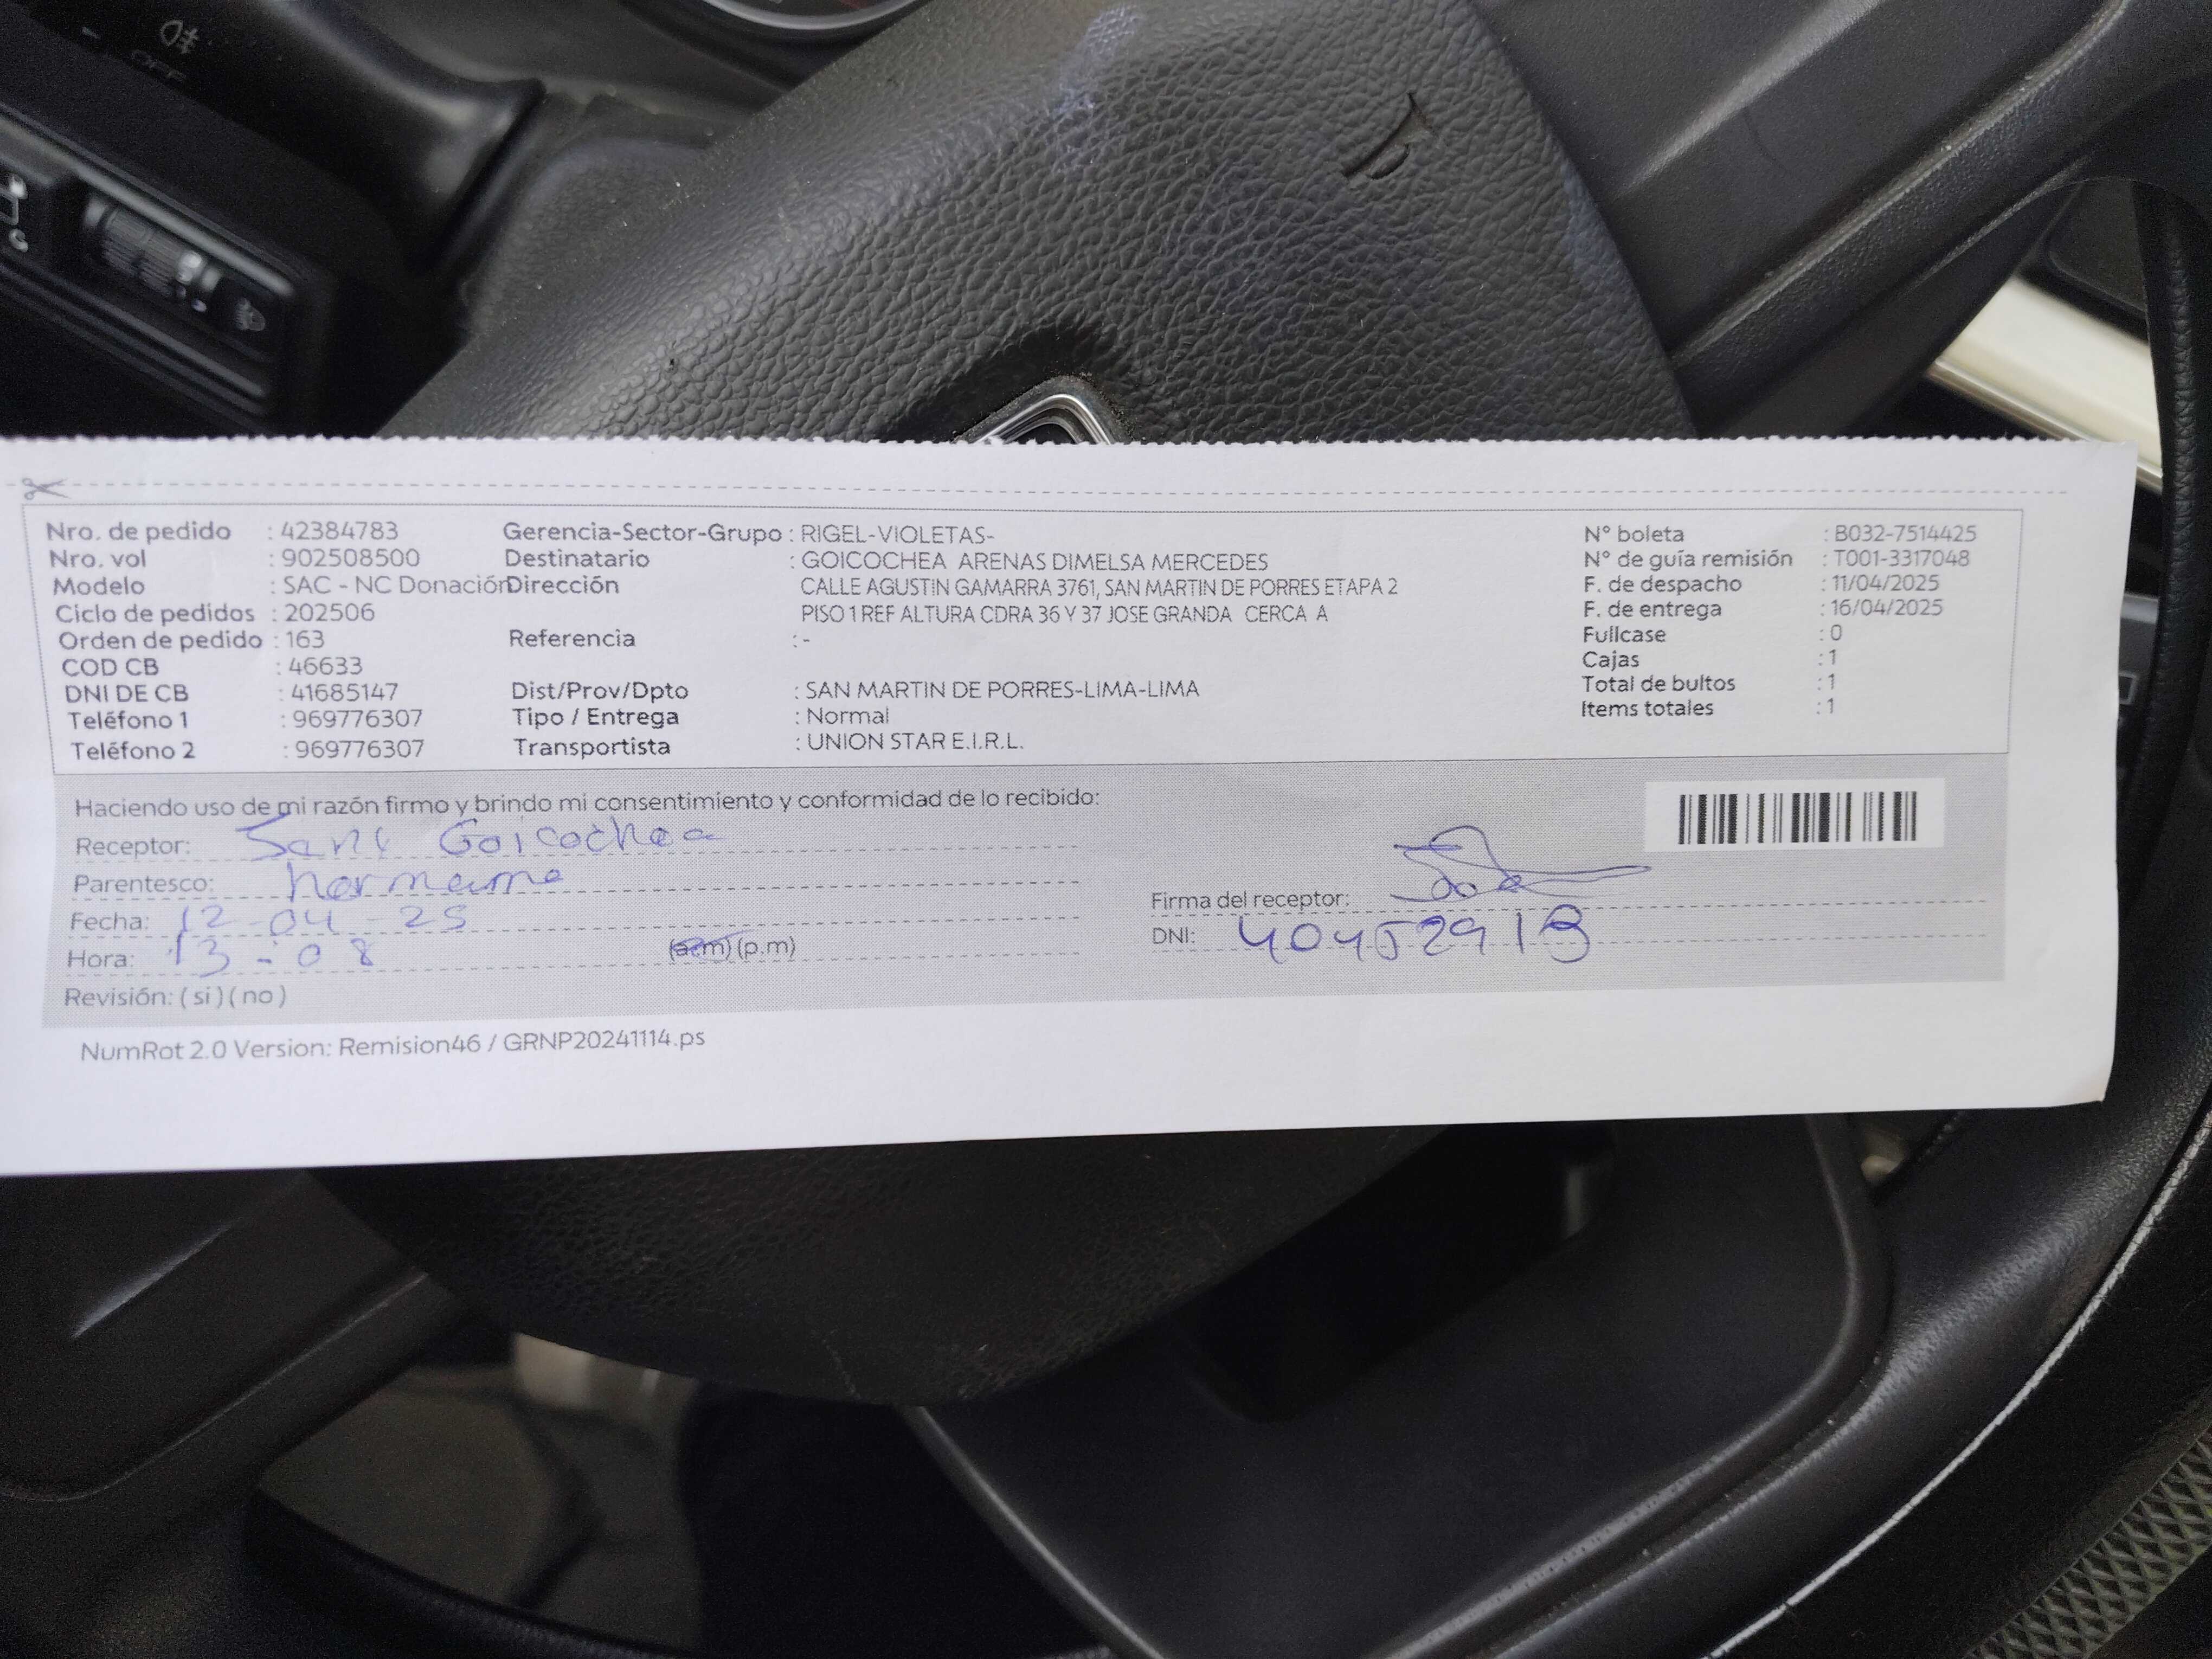 OFF
Nro. de pedido : 42384783 Gerencia-Sector-Grupo : RIGEL-VIOLETAS- N° boleta : B032-7514425
Nro. vol : 902508500 Destinatario : GOICOCHEA ARENAS DIMELSA MERCEDES N° de guía remisión : T001-3317048
Modelo : SAC - NC Donación Dirección CALLE AGUSTIN GAMARRA 3761, SAN MARTIN DE PORRES ETAPA 2 F. de despacho : 11/04/2025
Ciclo de pedidos : 202506 PISO 1 REF ALTURA CDRA 36 Y 37 JOSE GRANDA CERCA A F. de entrega : 16/04/2025
Orden de pedido : 163 Referencia : - Fullcase : 0
COD CB : 46633 Cajas : 1
DNI DE CB : 41685147 Dist/Prov/Dpto : SAN MARTIN DE PORRES-LIMA-LIMA Total de bultos : 1
Teléfono 1 : 969776307 Tipo / Entrega : Normal Items totales : 1
Teléfono 2 : 969776307 Transportista : UNION STAR E.I.R.L.
Haciendo uso de mi razón firmo y brindo mi consentimiento y conformidad de lo recibido:
Receptor: Goicochea
Parentesco: hermano
Firma del receptor:
Fecha: 12-04-25
DNI: 40452913
Hora: 13:08 (a.m) (p.m)
Revisión: ( si ) ( no )
NumRot 2.0 Version: Remision46 / GRNP20241114.ps